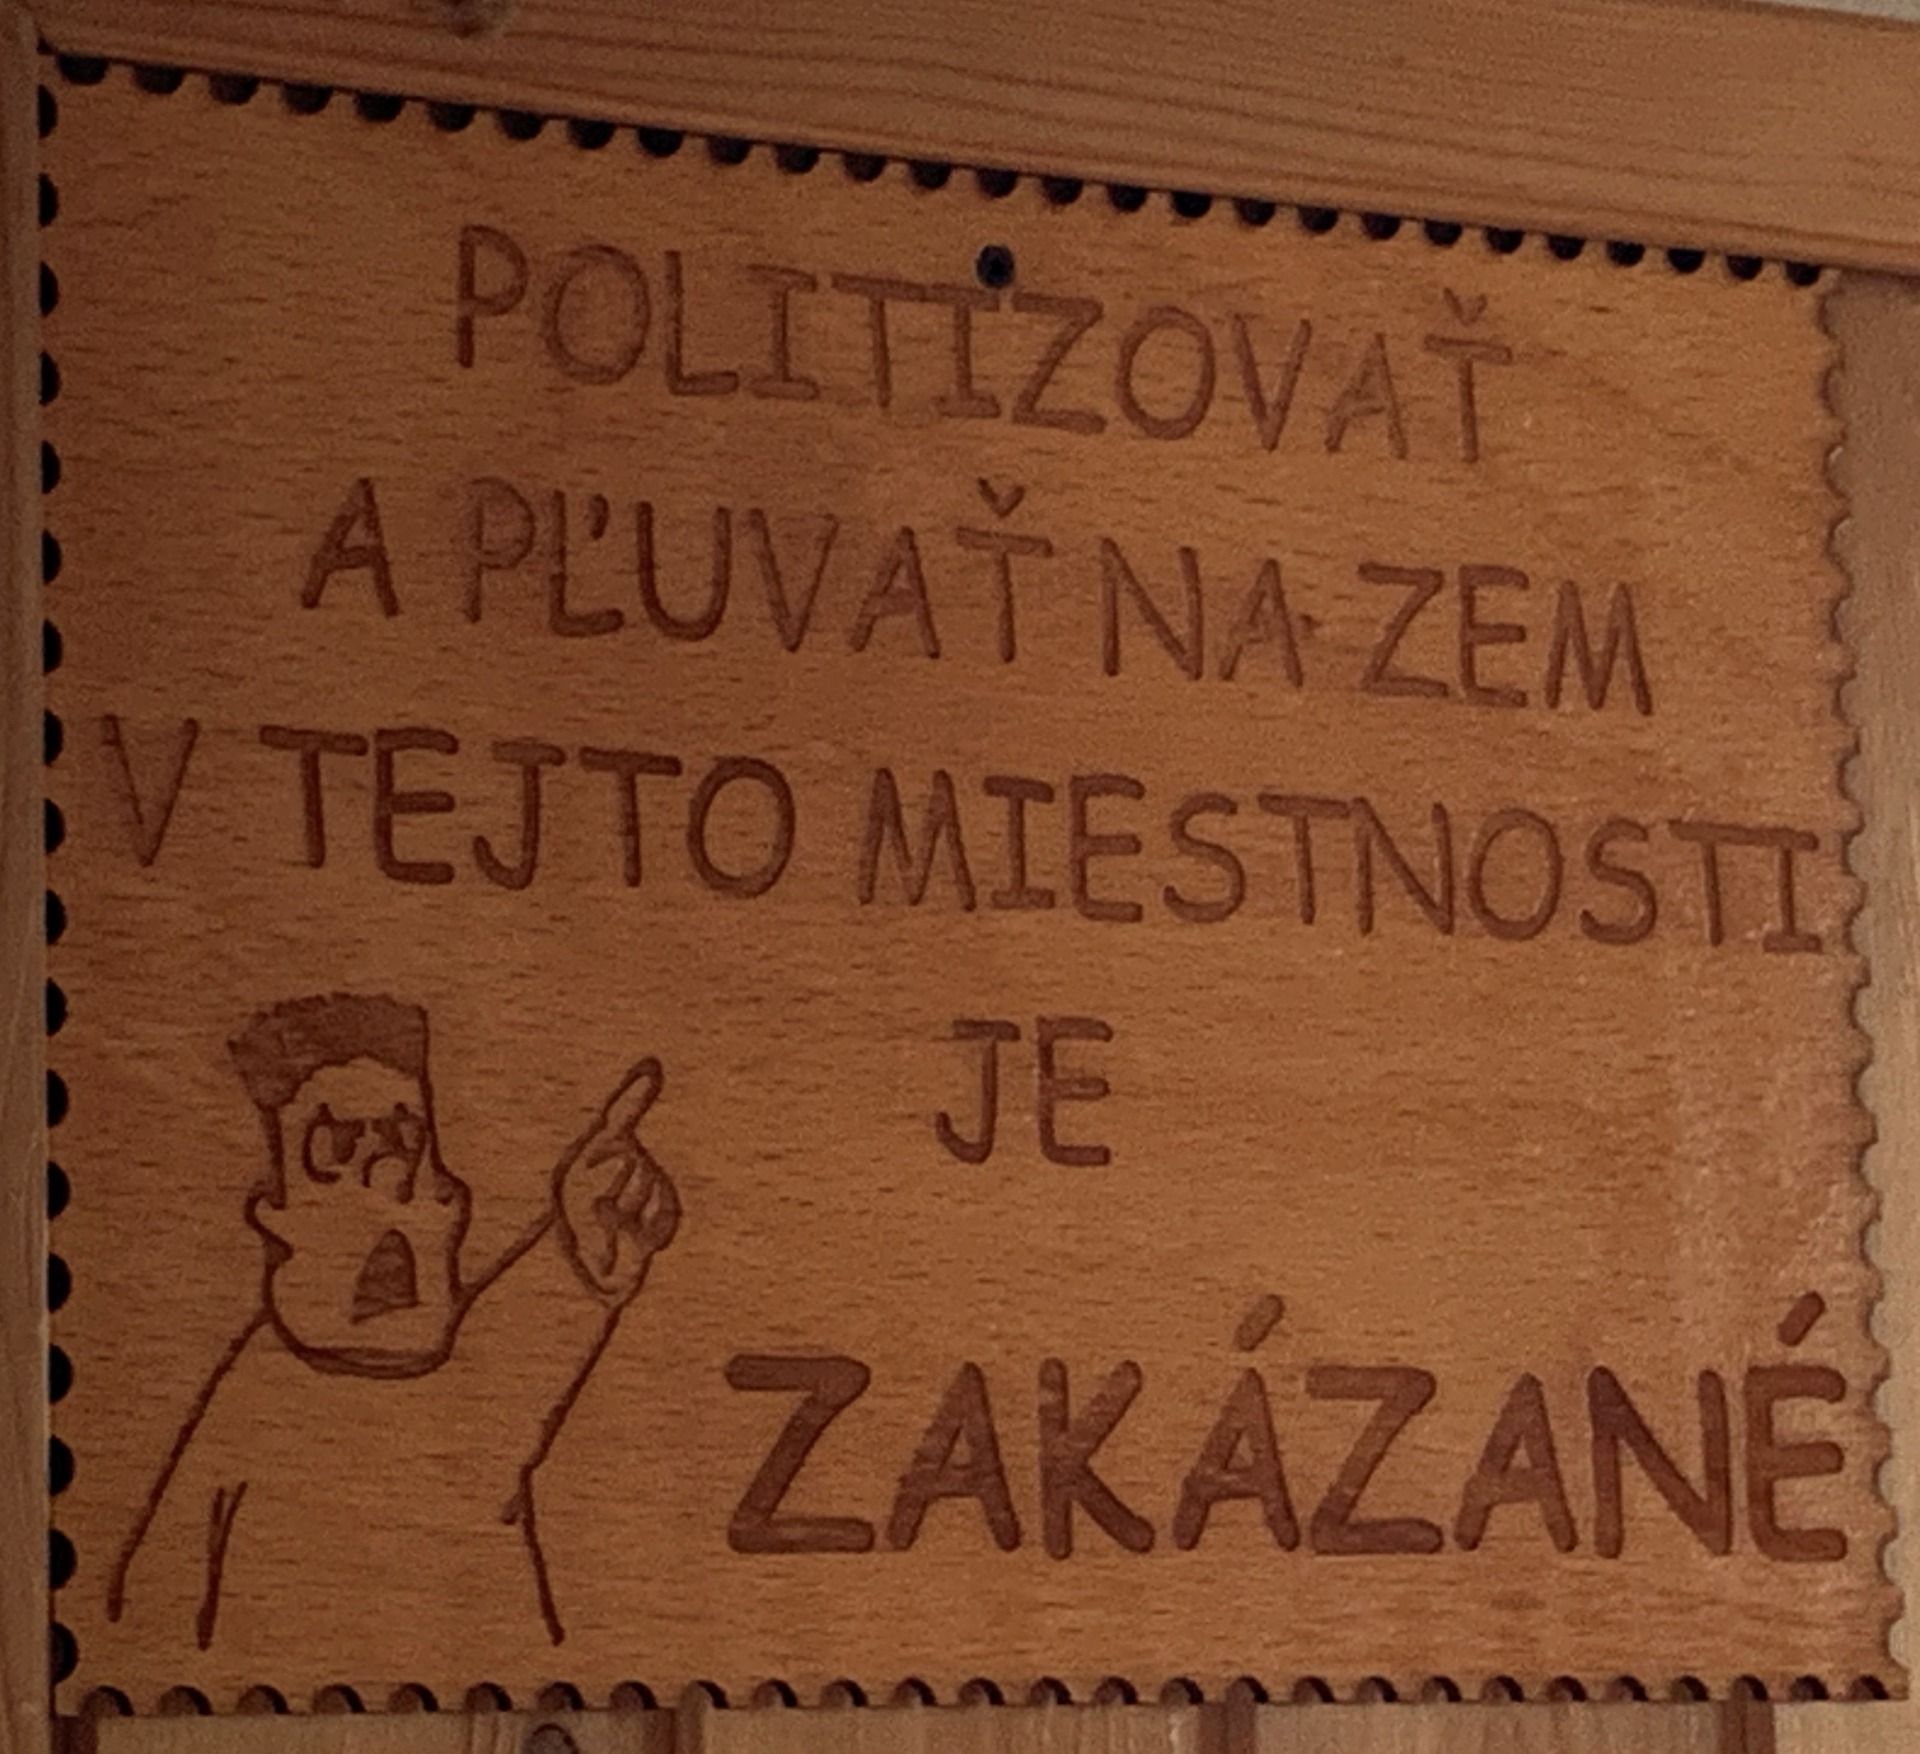 POLITIZOVAŤ
A PĽUVAŤ NA ZEM
V TEJTO MIESTNOSTI
JE
ZAKÁZANÉ